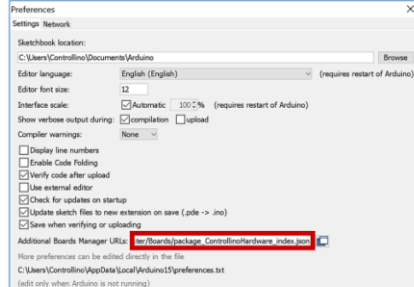 Preferences
Settings Network
Sketchbook location:
C:\Users\Controllino\Documents\Arduino Browse
Editor language: English (English) (requires restart of Arduino)
Editor font size: 12
Interface scale: Automatic 100 % (requires restart of Arduino)
Show verbose output during: compilation upload
Compiler warnings: None
Display line numbers
Enable Code Folding
Verify code after upload
Use external editor
Check for updates on startup
Update sketch files to new extension on save (.pde -> .ino)
Save when verifying or uploading
Additional Boards Manager URLs: ter/Boards/package_ControllinoHardware_index.json
More preferences can be edited directly in the file
C:\Users\Controllino\AppData\Local\Arduino15\preferences.txt
(edit only when Arduino is not running)